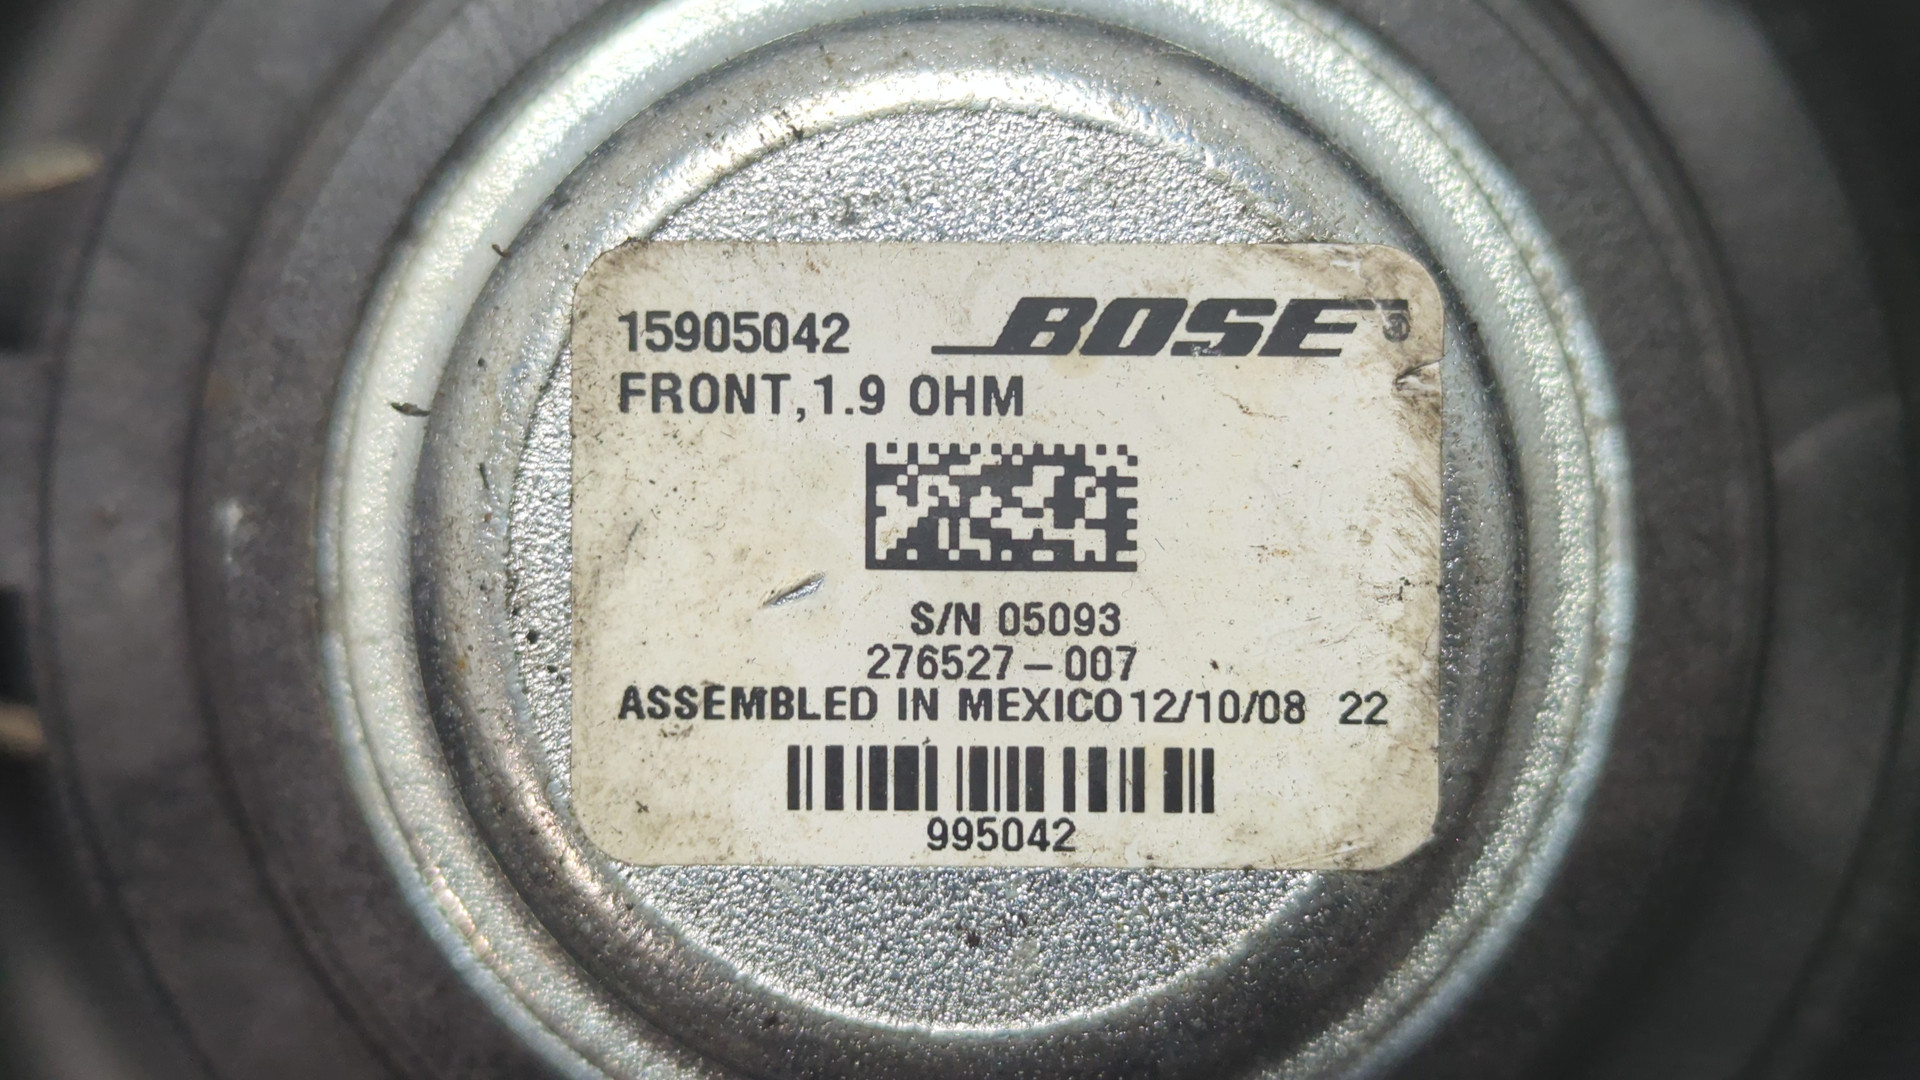 15905042 BOSE®
FRONT, 1.9 OHM
S/N 05093
276527-007
ASSEMBLED IN MEXICO 12/10/08 22
995042